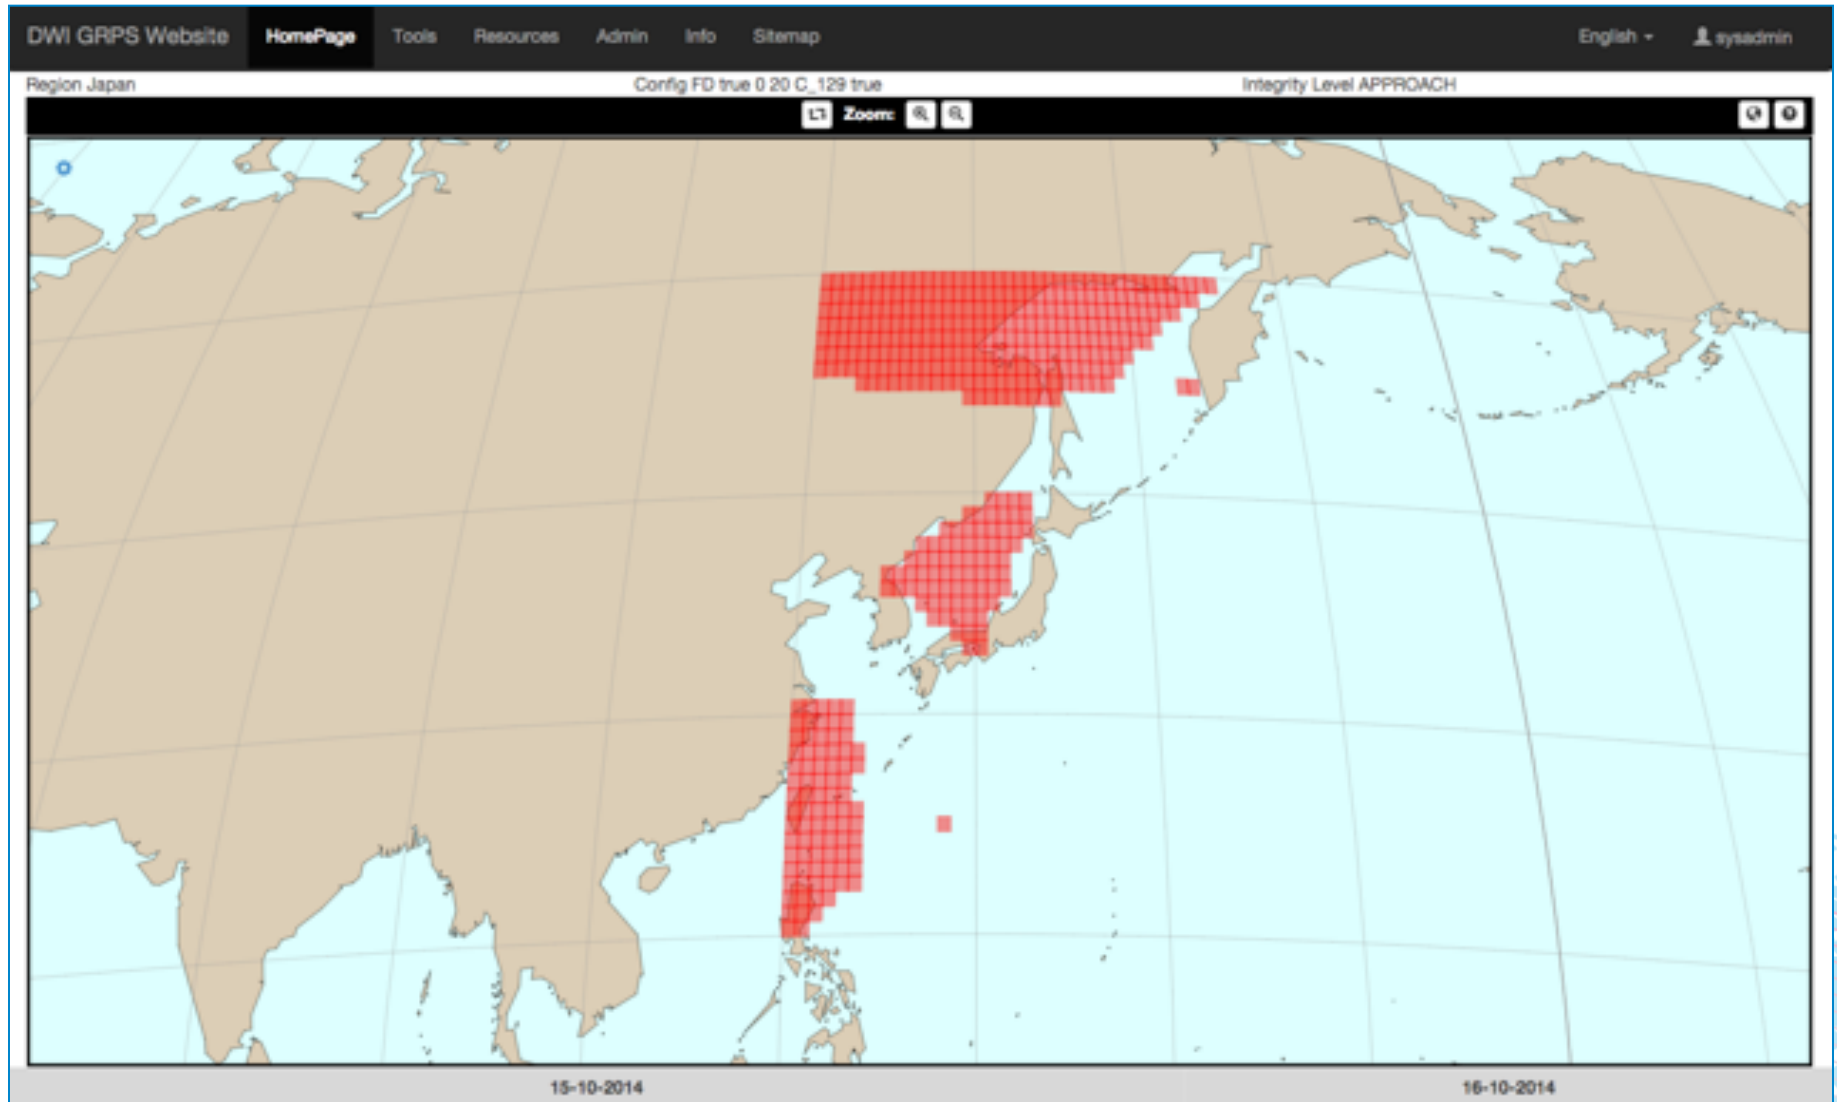 DWI GRPS Website HomePage Tools Resources Admin Info Sitemap English sysadmin
Region Japan Config FD true 0 20 C_129 true Integrity Level APPROACH
Zoom:
15-10-2014 16-10-2014